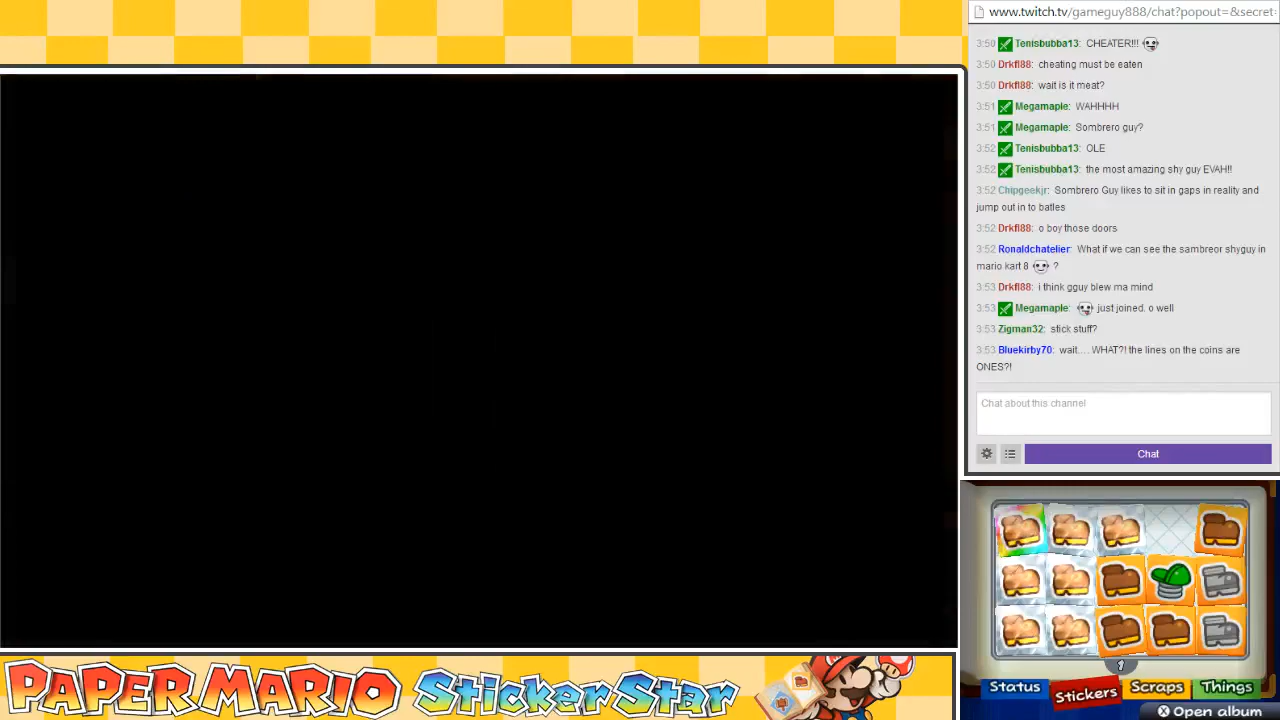 www.twitch.tv/gameguy888/chat?popout=&secret
3:50 Tenisbubba13: CHEATER!!!
3:50 Drkfl88: cheating must be eaten
3:50 Drkfl88: wait is it meat?
3:51 Megamaple: WAHHHH
3:51 Megamaple: Sombrero guy?
3:52 Tenisbubba13: OLE
3:52 Tenisbubba13: the most amazing shy guy EVAH!!
3:52 Chipgeekjr: Sombrero Guy likes to sit in gaps in reality and
jump out in to batles
3:52 Drkfl88: o boy those doors
3:52 Ronaldchatelier: What if we can see the sambreor shyguy in
mario kart 8 ?
3:53 Drkfl88: i think gguy blew ma mind
3:53 Megamaple: just joined. o well
3:53 Zigman32: stick stuff?
3:53 Bluekirby70: wait.... WHAT?! the lines on the coins are
ONES?!
Chat about this channel
Chat
1
Status Stickers Scraps Things
X Open album
PAPER MARIO Sticker Star